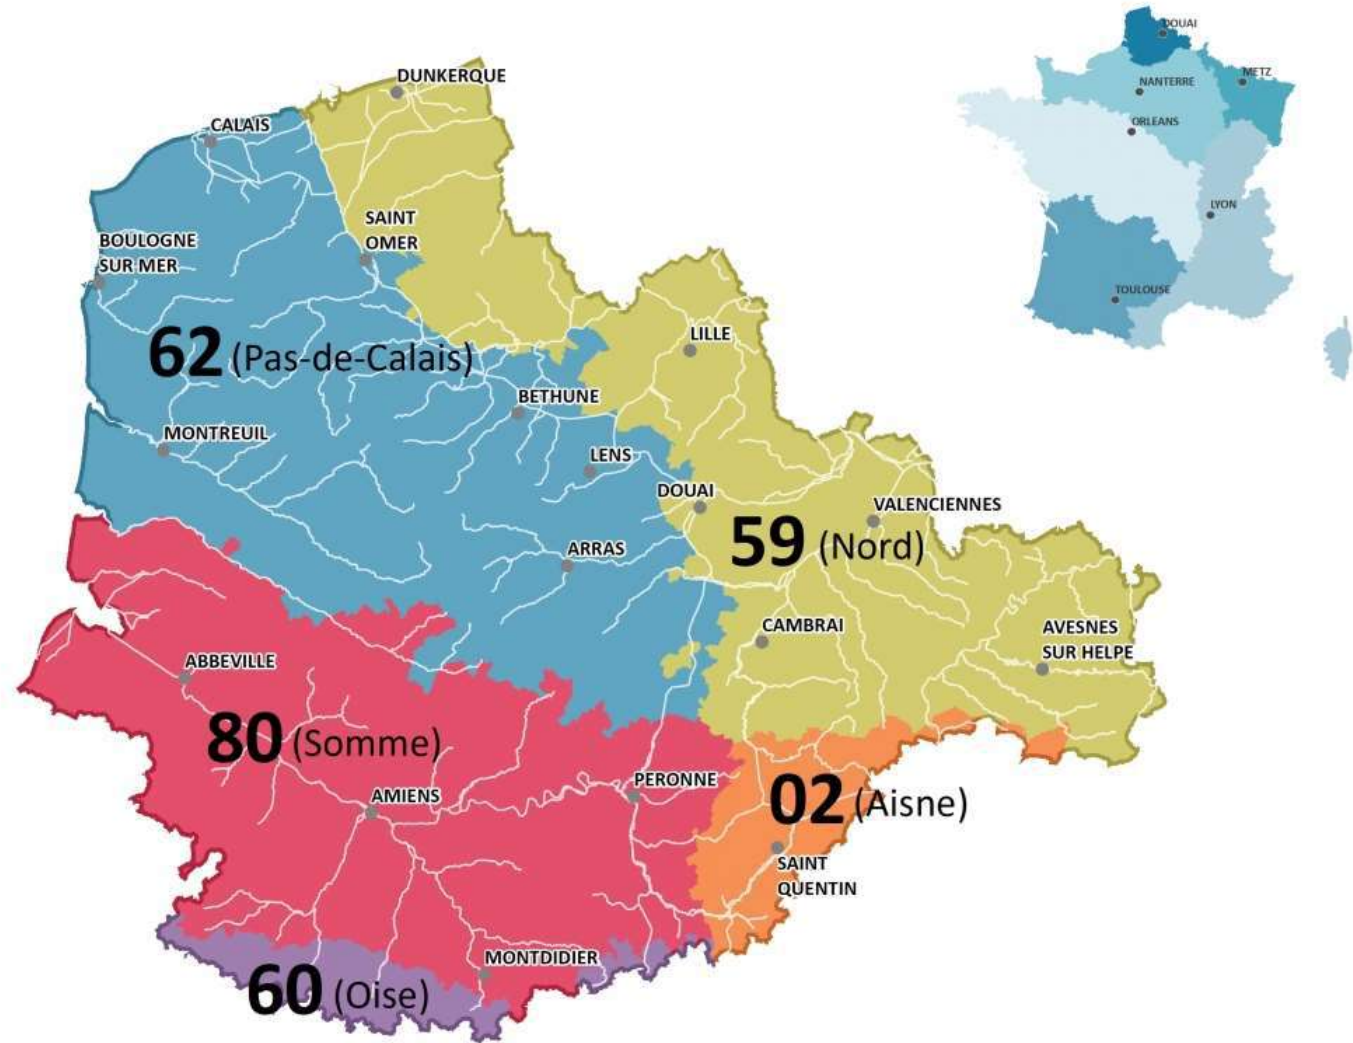 DUNKERQUE
CALAIS
SAINT
OMER
BOULOGNE
SUR MER
LILLE
62 (Pas-de-Calais)
BETHUNE
MONTREUIL
LENS
DOUAI
VALENCIENNES
59 (Nord)
ARRAS
CAMBRAI
AVESNES
SUR HELPE
ABBEVILLE
80 (Somme)
PERONNE
AMIENS
02 (Aisne)
SAINT
QUENTIN
MONTDIDIER
60 (Oise)
DOUAI
METZ
NANTERRE
ORLEANS
LYON
TOULOUSE